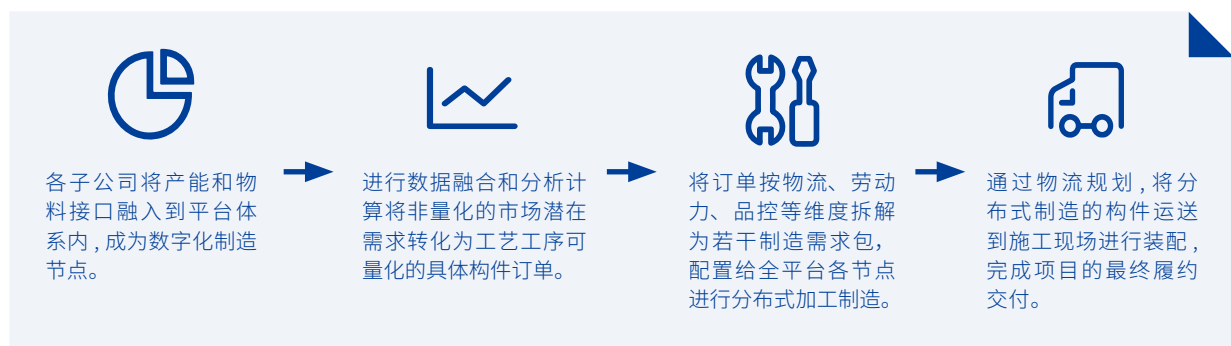 各子公司将产能和物
料接口融入到平台体
系内,成为数字化制造
节点。
进行数据融合和分析计
算将非量化的市场潜在
需求转化为工艺工序可
量化的具体构件订单。
将订单按物流、劳动
力、品控等维度拆解
为若干制造需求包，
配置给全平台各节点
进行分布式加工制造。
通过物流规划,将分
布式制造的构件运送
到施工现场进行装配,
完成项目的最终履约
交付。